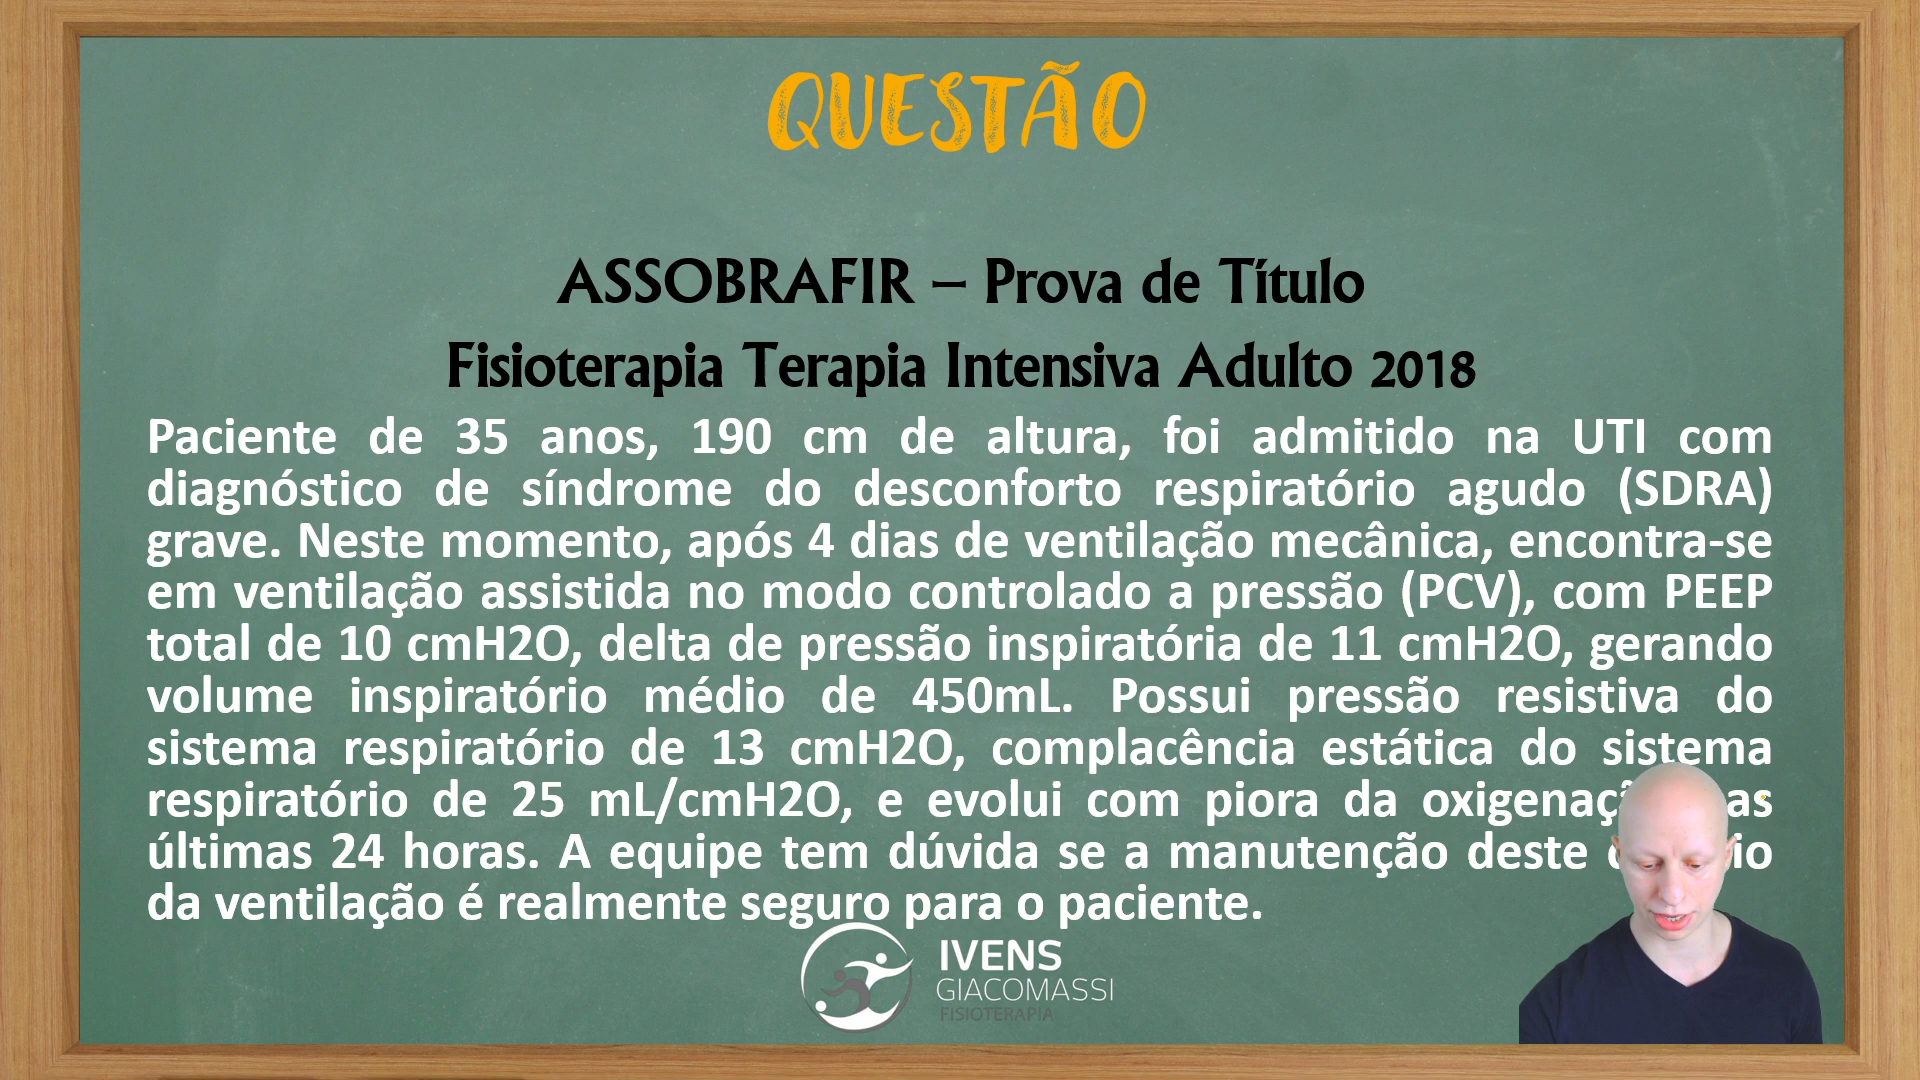 QUESTÃO
ASSOBRAFIR – Prova de Título
Fisioterapia Terapia Intensiva Adulto 2018
Paciente de 35 anos, 190 cm de altura, foi admitido na UTI com
diagnóstico de síndrome do desconforto respiratório agudo (SDRA)
grave. Neste momento, após 4 dias de ventilação mecânica, encontra-se
em ventilação assistida no modo controlado a pressão (PCV), com PEEP
total de 10 cmH2O, delta de pressão inspiratória de 11 cmH2O, gerando
volume inspiratório médio de 450mL. Possui pressão resistiva do
sistema respiratório de 13 cmH2O, complacência estática do sistema
respiratório de 25 mL/cmH2O, e evolui com piora da
últimas 24 horas. A equipe tem dúvida se a manutenção deste
da ventilação é realmente seguro para o paciente.
IVENS
GIACOMASSI
FISIOTERAPIA